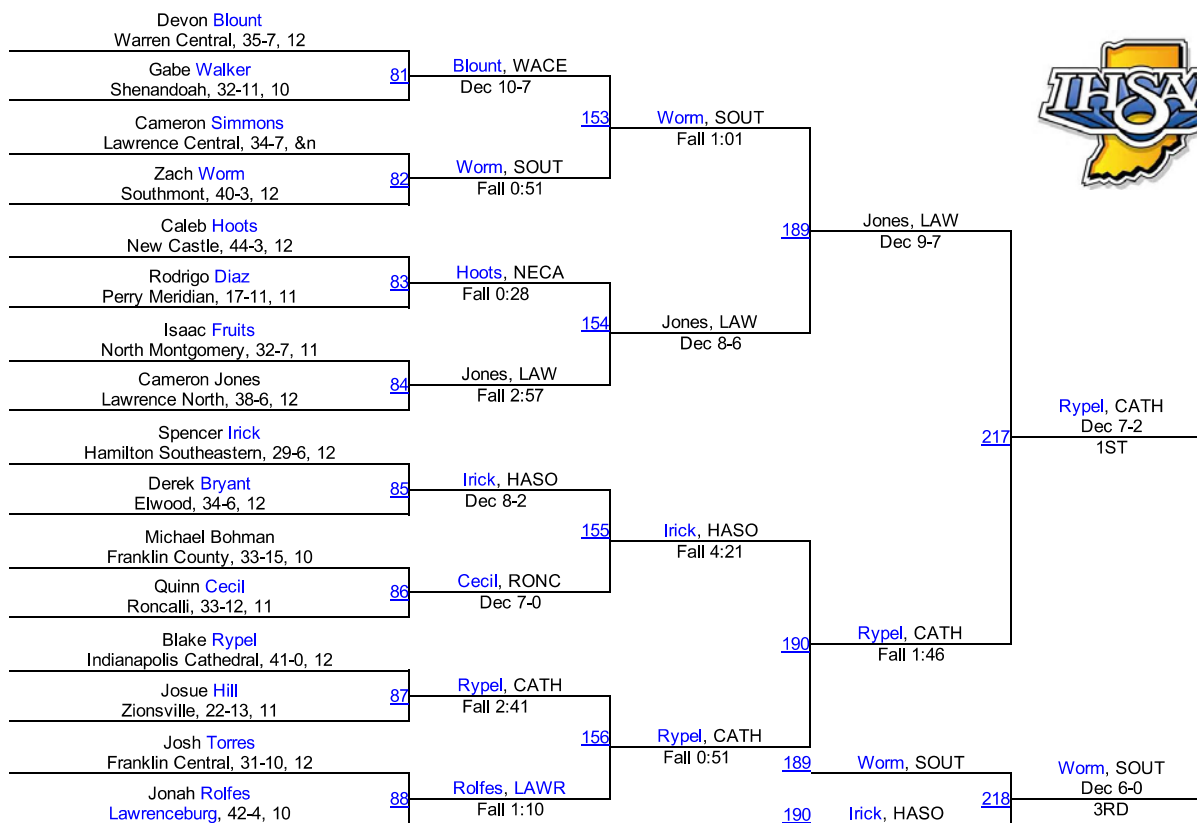 Devon Blount
Warren Central, 35-7, 12
Gabe Walker
Shenandoah, 32-11, 10
81
Blount, WACE
Dec 10-7
Cameron Simmons
Lawrence Central, 34-7, &n
Zach Worm
Southmont, 40-3, 12
82
Worm, SOUT
Fall 0:51
153
Worm, SOUT
Fall 1:01
IHSAA
Caleb Hoots
New Castle, 44-3, 12
Rodrigo Diaz
Perry Meridian, 17-11, 11
83
Hoots, NECA
Fall 0:28
Isaac Fruits
North Montgomery, 32-7, 11
Cameron Jones
Lawrence North, 38-6, 12
84
Jones, LAW
Fall 2:57
154
Jones, LAW
Dec 8-6
189
Jones, LAW
Dec 9-7
Spencer Irick
Hamilton Southeastern, 29-6, 12
Derek Bryant
Elwood, 34-6, 12
85
Irick, HASO
Dec 8-2
Michael Bohman
Franklin County, 33-15, 10
Quinn Cecil
Roncalli, 33-12, 11
86
Cecil, RONC
Dec 7-0
155
Irick, HASO
Fall 4:21
Blake Rypel
Indianapolis Cathedral, 41-0, 12
Josue Hill
Zionsville, 22-13, 11
87
Rypel, CATH
Fall 2:41
Josh Torres
Franklin Central, 31-10, 12
Jonah Rolfes
Lawrenceburg, 42-4, 10
88
Rolfes, LAWR
Fall 1:10
156
Rypel, CATH
Fall 0:51
190
Rypel, CATH
Fall 1:46
217
Rypel, CATH
Dec 7-2
1ST
189
Worm, SOUT
190
Irick, HASO
218
Worm, SOUT
Dec 6-0
3RD